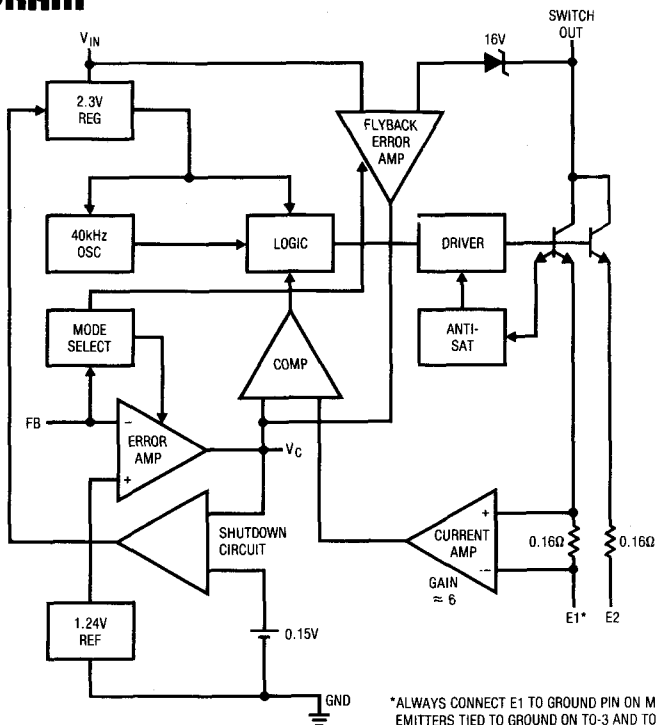 SWITCH
OUT
VIN
16V
2.3V
REG
FLYBACK
ERROR
AMP
40kHz
OSC
LOGIC
DRIVER
MODE
SELECT
ANTI-
SAT
COMP
FB
−
ERROR
AMP
+
VC
SHUTDOWN
CIRCUIT
+
CURRENT
AMP
−
GAIN
≈ 6
0.16Ω
0.16Ω
E1*
E2
1.24V
REF
0.15V
GND
*ALWAYS CONNECT E1 TO GROUND PIN ON M
EMITTERS TIED TO GROUND ON TO-3 AND TO